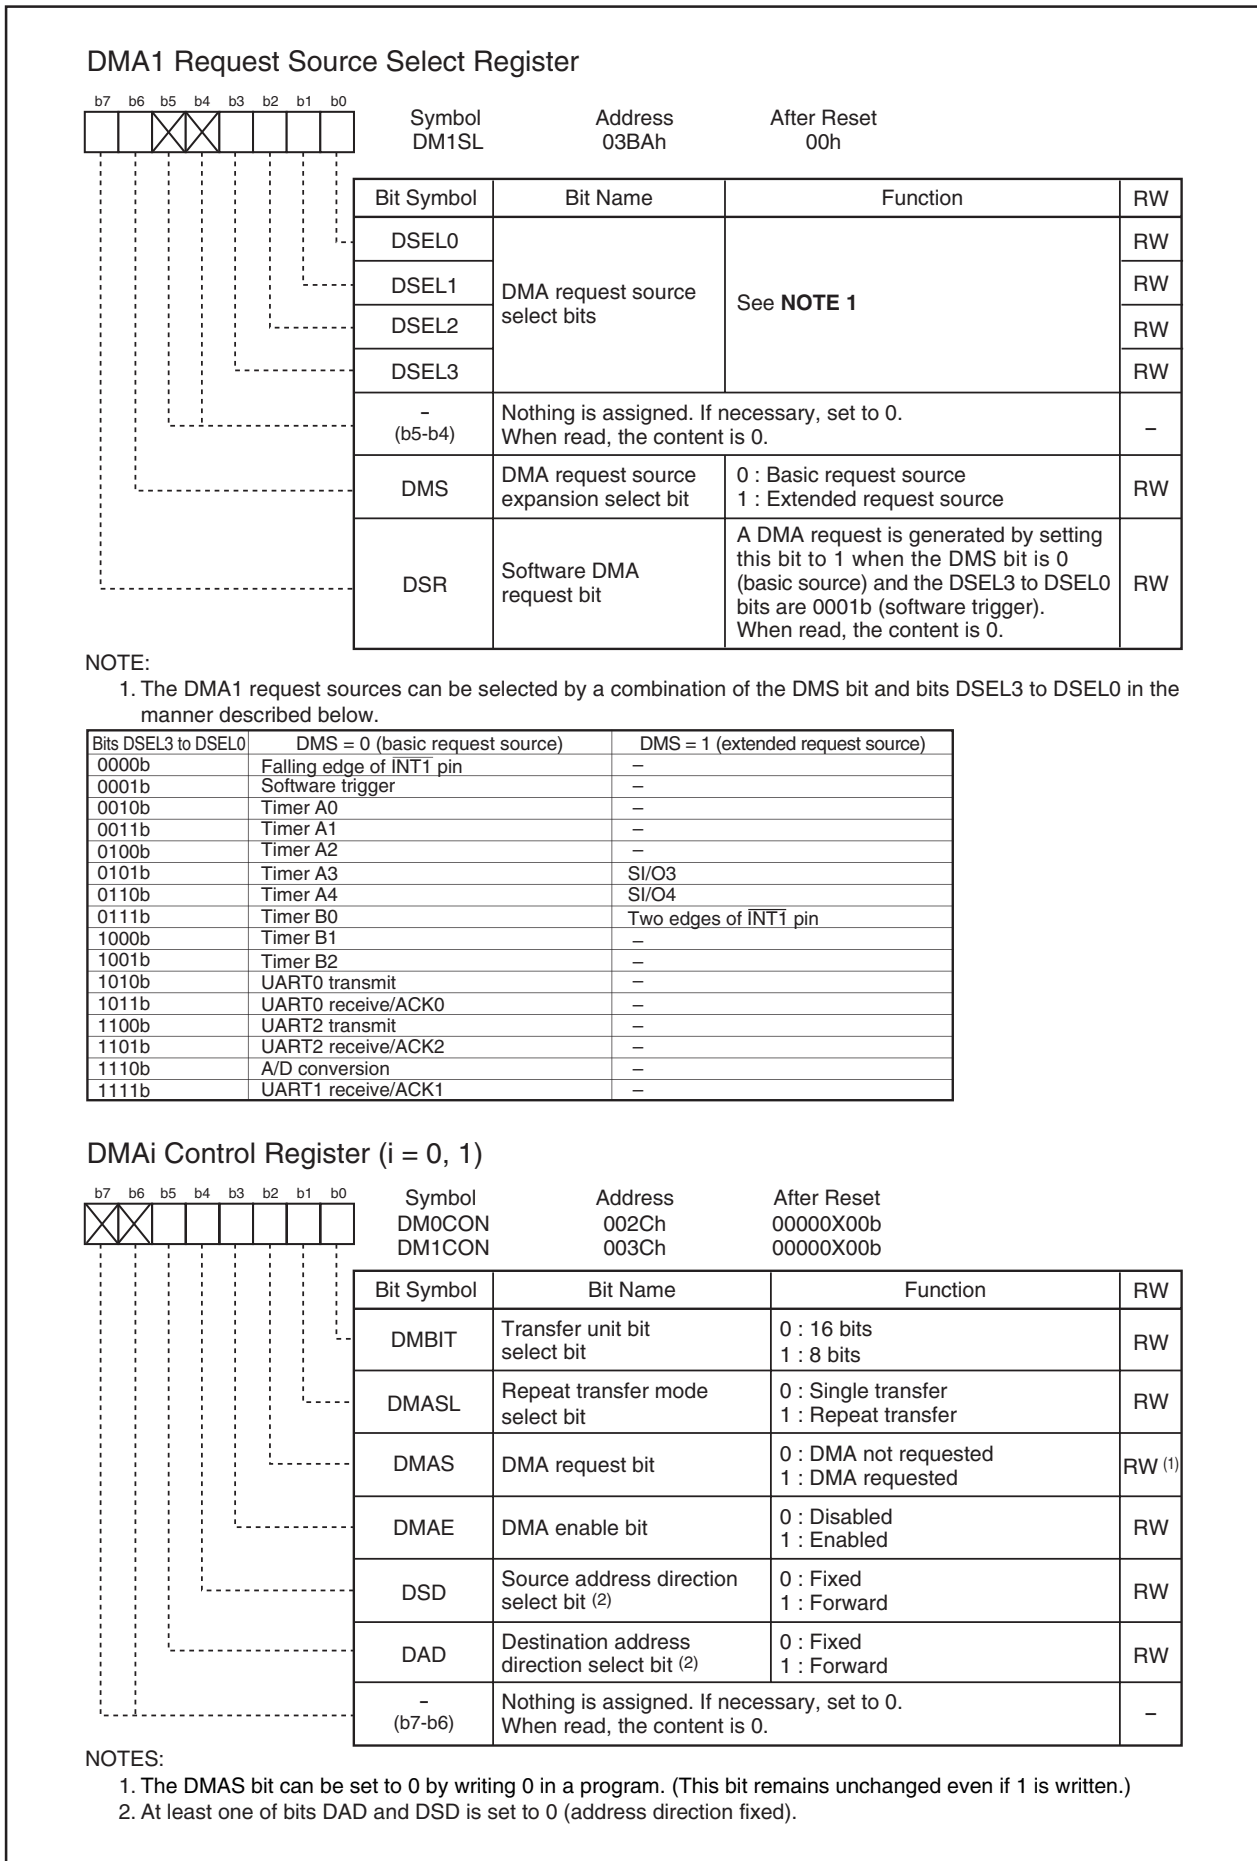 DMA1 Request Source Select Register
b7 b6 b5 b4 b3 b2 b1 b0
Symbol Address After Reset
DM1SL 03BAh 00h
Bit Symbol Bit Name Function RW
DSEL0 DMA request source select bits See NOTE 1 RW
DSEL1 RW
DSEL2 RW
DSEL3 RW
– (b5-b4) Nothing is assigned. If necessary, set to 0. –
When read, the content is 0.
DMS DMA request source expansion select bit 0 : Basic request source RW
1 : Extended request source
DSR Software DMA request bit A DMA request is generated by setting RW
this bit to 1 when the DMS bit is 0
(basic source) and the DSEL3 to DSEL0
bits are 0001b (software trigger).
When read, the content is 0.
NOTE:
1. The DMA1 request sources can be selected by a combination of the DMS bit and bits DSEL3 to DSEL0 in the
manner described below.
Bits DSEL3 to DSEL0 DMS = 0 (basic request source) DMS = 1 (extended request source)
0000b Falling edge of INT1 pin –
0001b Software trigger –
0010b Timer A0 –
0011b Timer A1 –
0100b Timer A2 –
0101b Timer A3 SI/O3
0110b Timer A4 SI/O4
0111b Timer B0 Two edges of INT1 pin
1000b Timer B1 –
1001b Timer B2 –
1010b UART0 transmit –
1011b UART0 receive/ACK0 –
1100b UART2 transmit –
1101b UART2 receive/ACK2 –
1110b A/D conversion –
1111b UART1 receive/ACK1 –
DMAi Control Register (i = 0, 1)
b7 b6 b5 b4 b3 b2 b1 b0
Symbol Address After Reset
DM0CON 002Ch 00000X00b
DM1CON 003Ch 00000X00b
Bit Symbol Bit Name Function RW
DMBIT Transfer unit bit select bit 0 : 16 bits RW
1 : 8 bits
DMASL Repeat transfer mode select bit 0 : Single transfer RW
1 : Repeat transfer
DMAS DMA request bit 0 : DMA not requested RW (1)
1 : DMA requested
DMAE DMA enable bit 0 : Disabled RW
1 : Enabled
DSD Source address direction select bit (2) 0 : Fixed RW
1 : Forward
DAD Destination address direction select bit (2) 0 : Fixed RW
1 : Forward
– (b7-b6) Nothing is assigned. If necessary, set to 0. –
When read, the content is 0.
NOTES:
1. The DMAS bit can be set to 0 by writing 0 in a program. (This bit remains unchanged even if 1 is written.)
2. At least one of bits DAD and DSD is set to 0 (address direction fixed).